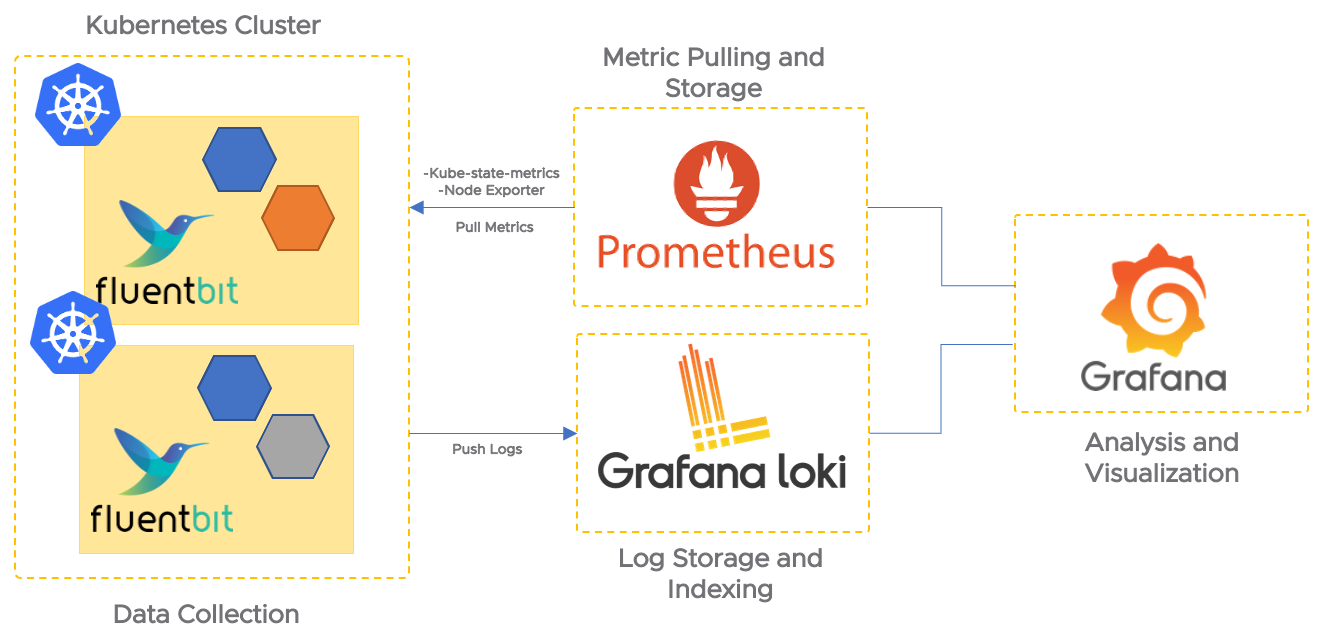 Kubernetes Cluster
fluentbit
fluentbit
Data Collection
-Kube-state-metrics
-Node Exporter
Pull Metrics
Push Logs
Metric Pulling and
Storage
Prometheus
Grafana loki
Log Storage and
Indexing
Grafana
Analysis and
Visualization